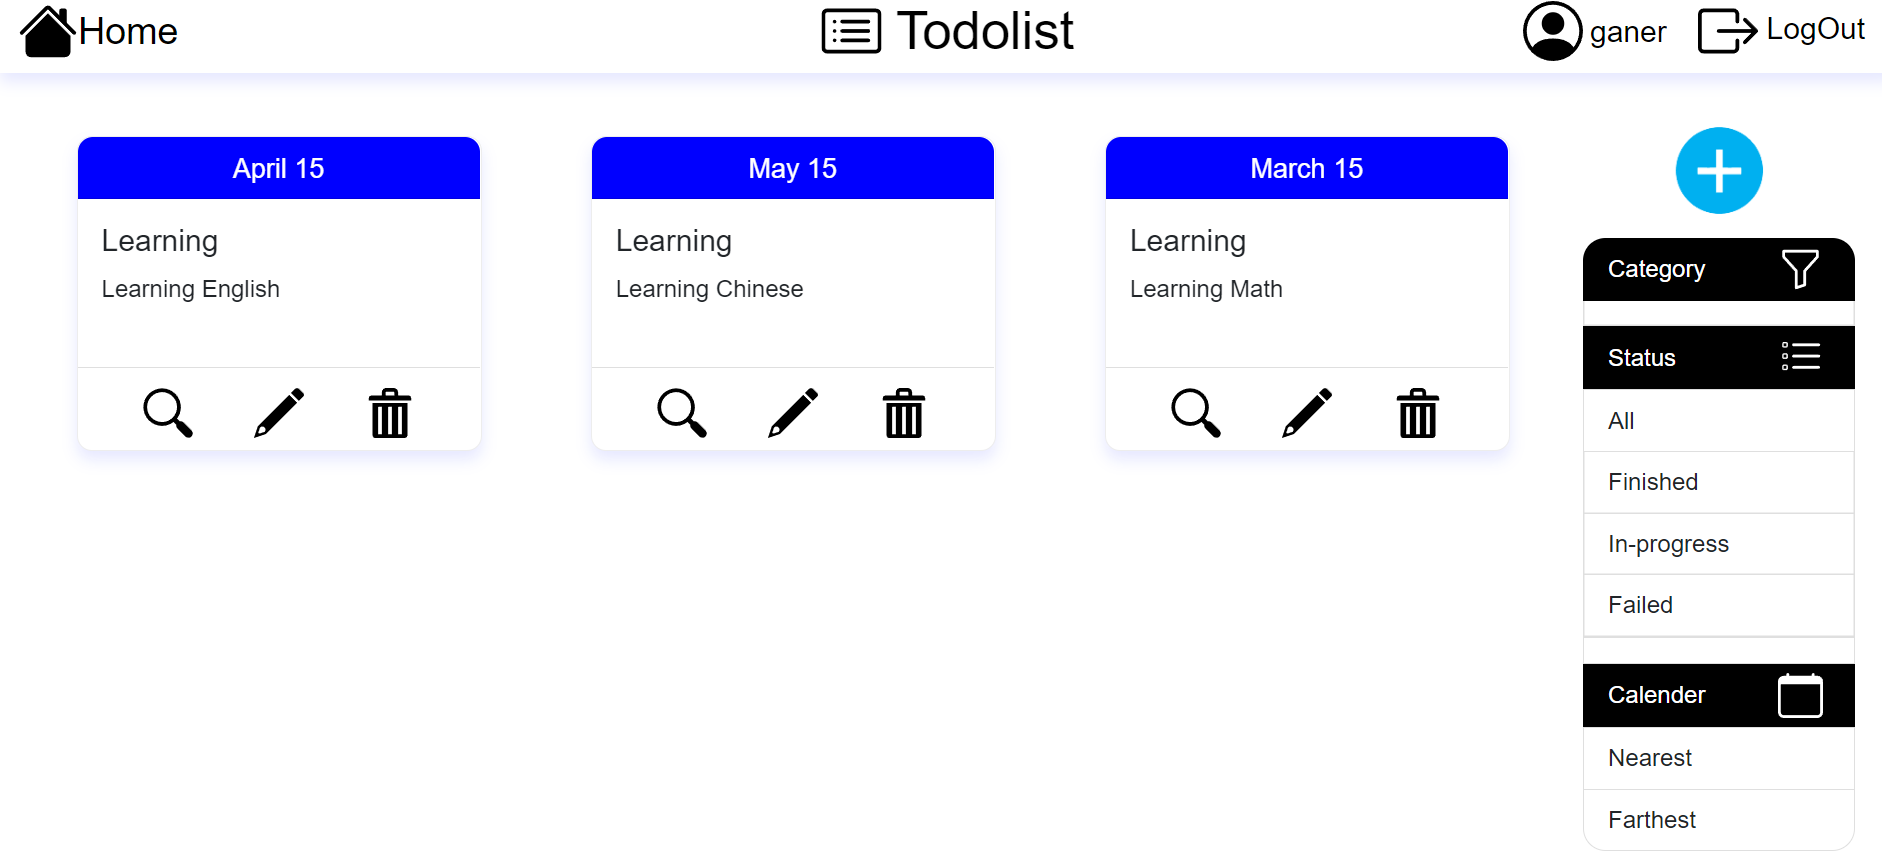 Home
Todolist
ganer
LogOut
April 15
Learning
Learning English
May 15
Learning
Learning Chinese
March 15
Learning
Learning Math
Category
Status
All
Finished
In-progress
Failed
Calender
Nearest
Farthest